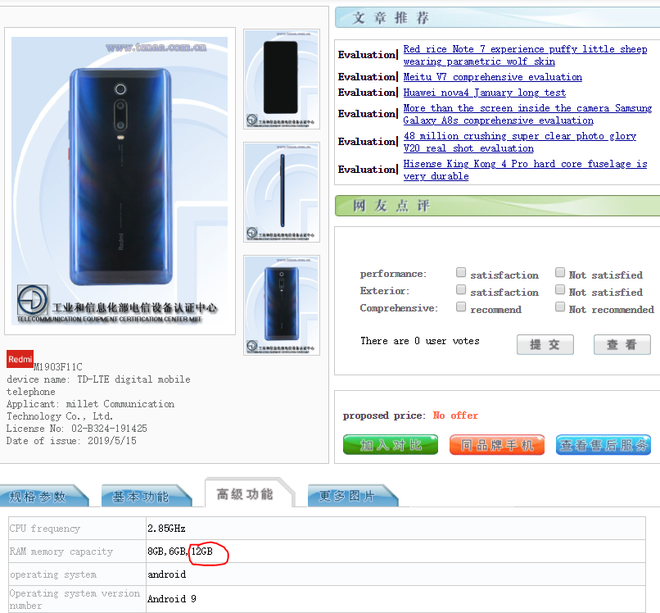 文 章 推 荐
www.tenaa.com.cn
Evaluation| Red rice Note 7 experience puffy little sheep
wearing parametric wolf skin
Evaluation| Meitu V7 comprehensive evaluation
Evaluation| Huawei nova4 January long test
Evaluation| More than the screen inside the camera Samsung
Galaxy A8s comprehensive evaluation
Evaluation| 48 million crushing super clear photo glory
V20 real shot evaluation
Evaluation| Hisense King Kong 4 Pro hard core fuselage is
very durable
网 友 点 评
performance: satisfaction Not satisfied
Exterior: satisfaction Not satisfied
Comprehensive: recommend Not recommended
There are 0 user votes 提 交 查 看
Redmi
工业和信息化部电信设备认证中心
TELECOMMUNICATION EQUIPMENT CERTIFICATION CENTER MIIT
Redmi M1903F11C
device name: TD-LTE digital mobile
telephone
Applicant: millet Communication
Technology Co., Ltd.
License No: 02-B324-191425
Date of issue: 2019/5/15
proposed price: No offer
加入对比 同品牌手机 查看售后服务
规格参数 基本功能 高级功能 更多图片
CPU frequency 2.85GHz
RAM memory capacity 8GB,6GB,12GB
operating system android
Operating system version
number Android 9